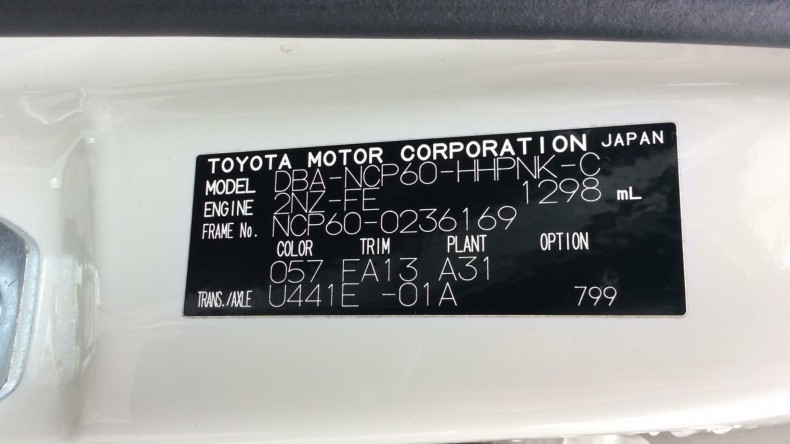 TOYOTA MOTOR CORPORATION JAPAN
MODEL DBA-NCP60-HHPNK-C
ENGINE 2NZ-FE 1298 mL
FRAME No. NCP60-0236169
COLOR TRIM PLANT OPTION
057 FA13 A31
TRANS./AXLE U441E -01A 799